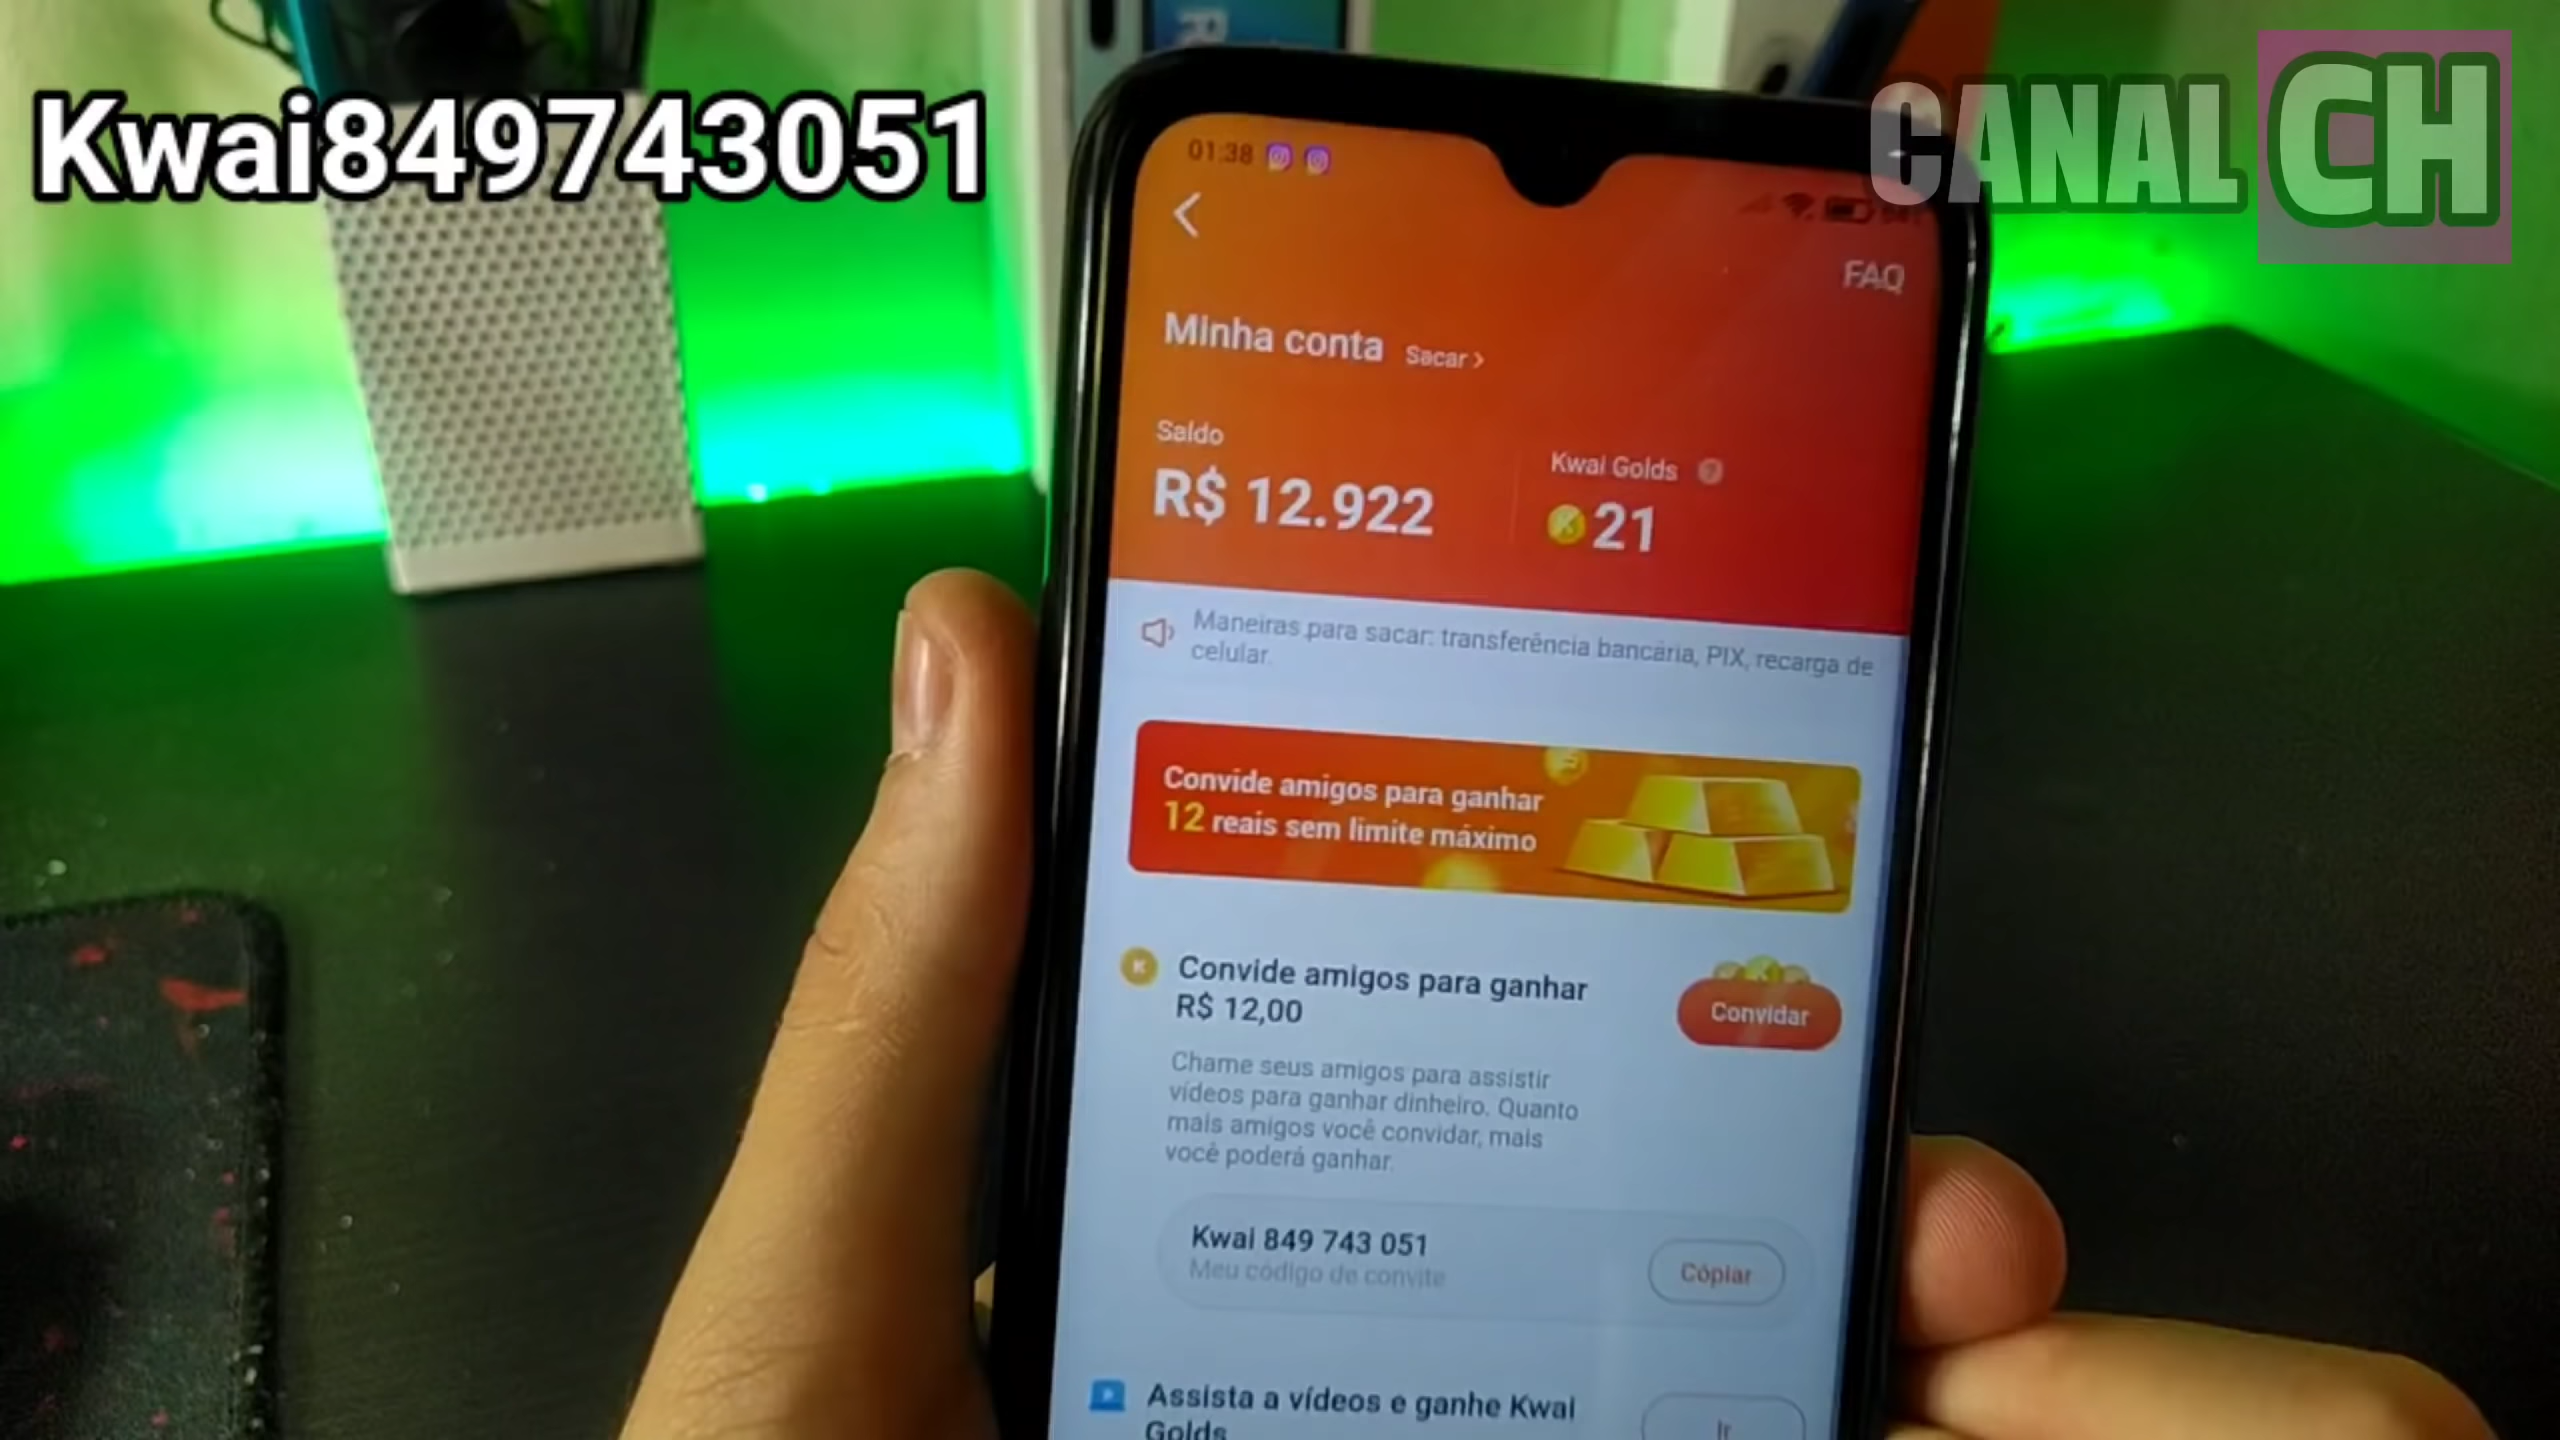 Kwai849743051
CANAL CH
01:38
FAQ
Minha conta Sacar >
Saldo
Kwai Golds ?
R$ 12.922
21
Maneiras para sacar: transferência bancária, PIX, recarga de
celular.
Convide amigos para ganhar
12 reais sem limite máximo
Convide amigos para ganhar
R$ 12,00
Convidar
Chame seus amigos para assistir
vídeos para ganhar dinheiro. Quanto
mais amigos você convidar, mais
você poderá ganhar.
Kwai 849 743 051
Meu código de convite
Copiar
Assista a vídeos e ganhe Kwai
Golds
Ir